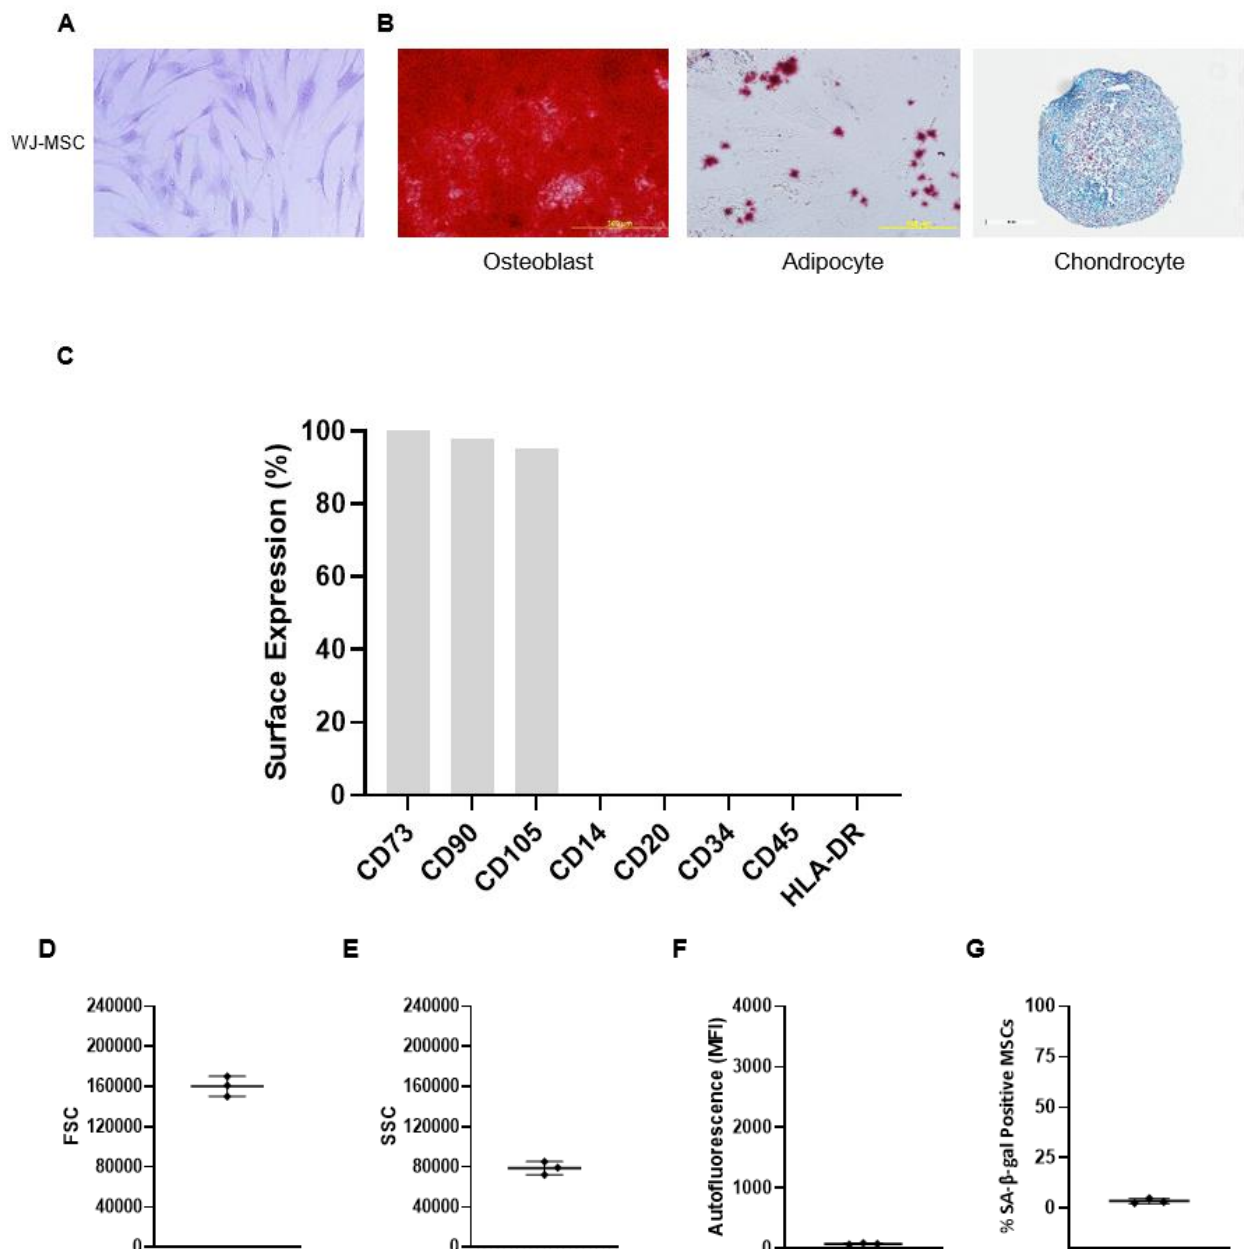 A
B
WJ-MSC
Osteoblast
Adipocyte
Chondrocyte
C
Surface Expression (%)
100
80
60
40
20
0
CD73
CD90
CD105
CD14
CD20
CD34
CD45
HLA-DR
D
E
F
G
FSC
240000
200000
160000
120000
80000
40000
0
SSC
240000
200000
160000
120000
80000
40000
0
Autofluorescence (MFI)
4000
3000
2000
1000
0
% SA-β-gal Positive MSCs
100
75
50
25
0